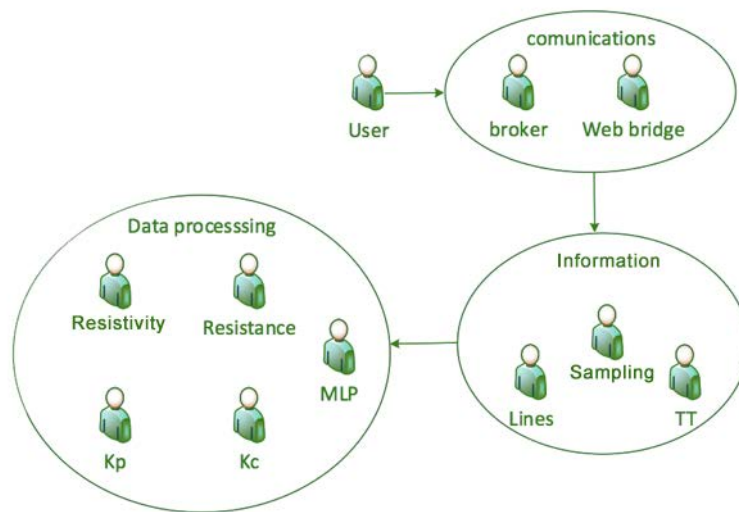 comunications
User
broker
Web bridge
Data processsing
Resistivity
Resistance
MLP
Kp
Kc
Information
Sampling
Lines
TT